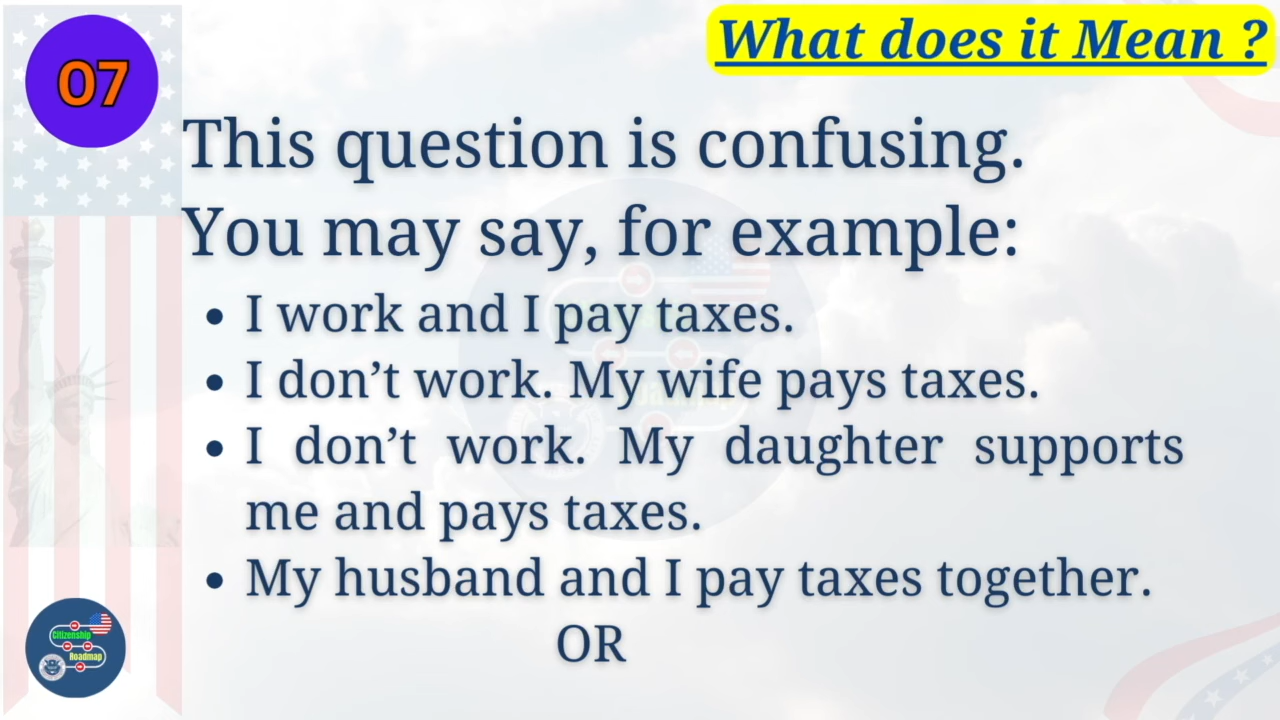 07
What does it Mean ?
This question is confusing.
You may say, for example:
• I work and I pay taxes.
• I don’t work. My wife pays taxes.
• I don’t work. My daughter supports
me and pays taxes.
• My husband and I pay taxes together.
OR
Citizenship
Roadmap